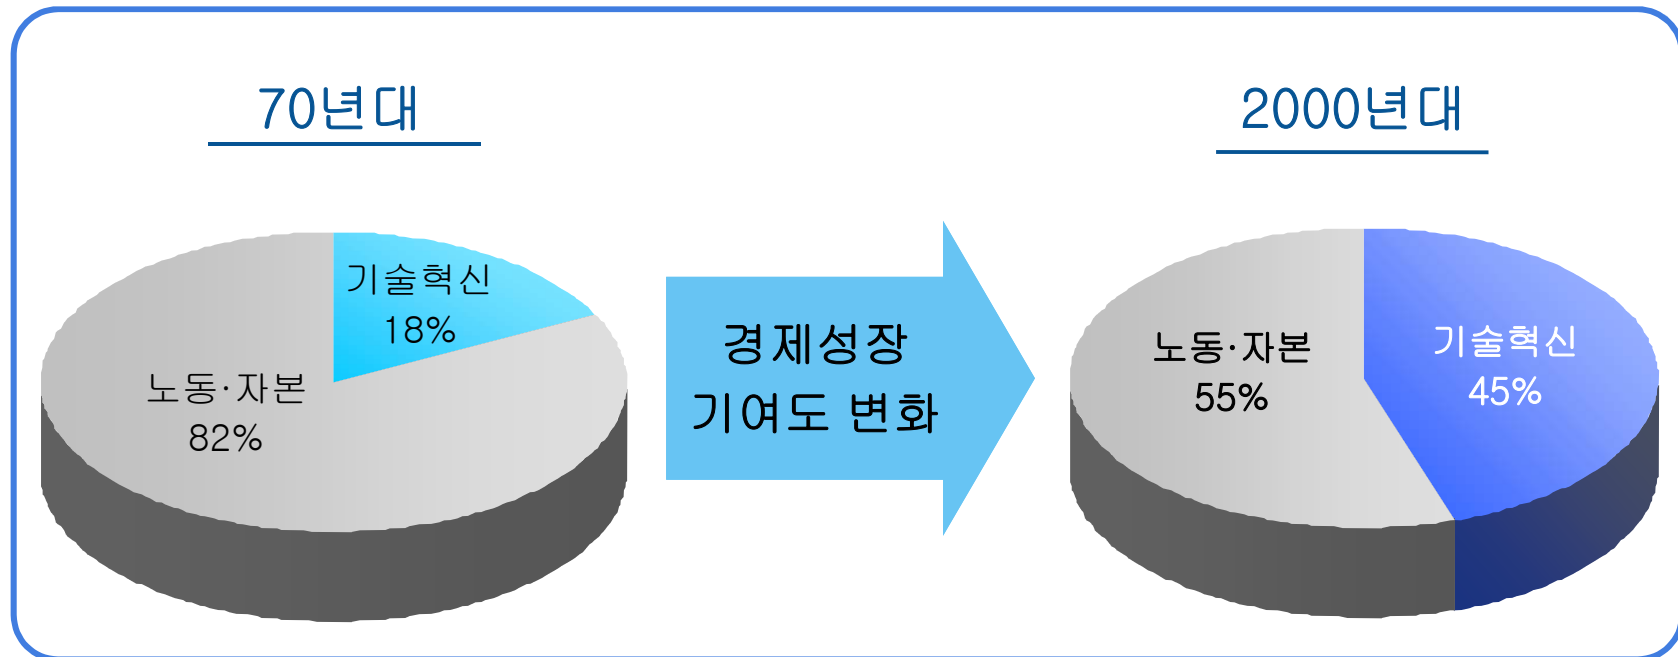 70년대
기술혁신
18%
노동·자본
82%
경제성장
기여도 변화
2000년대
노동·자본
55%
기술혁신
45%